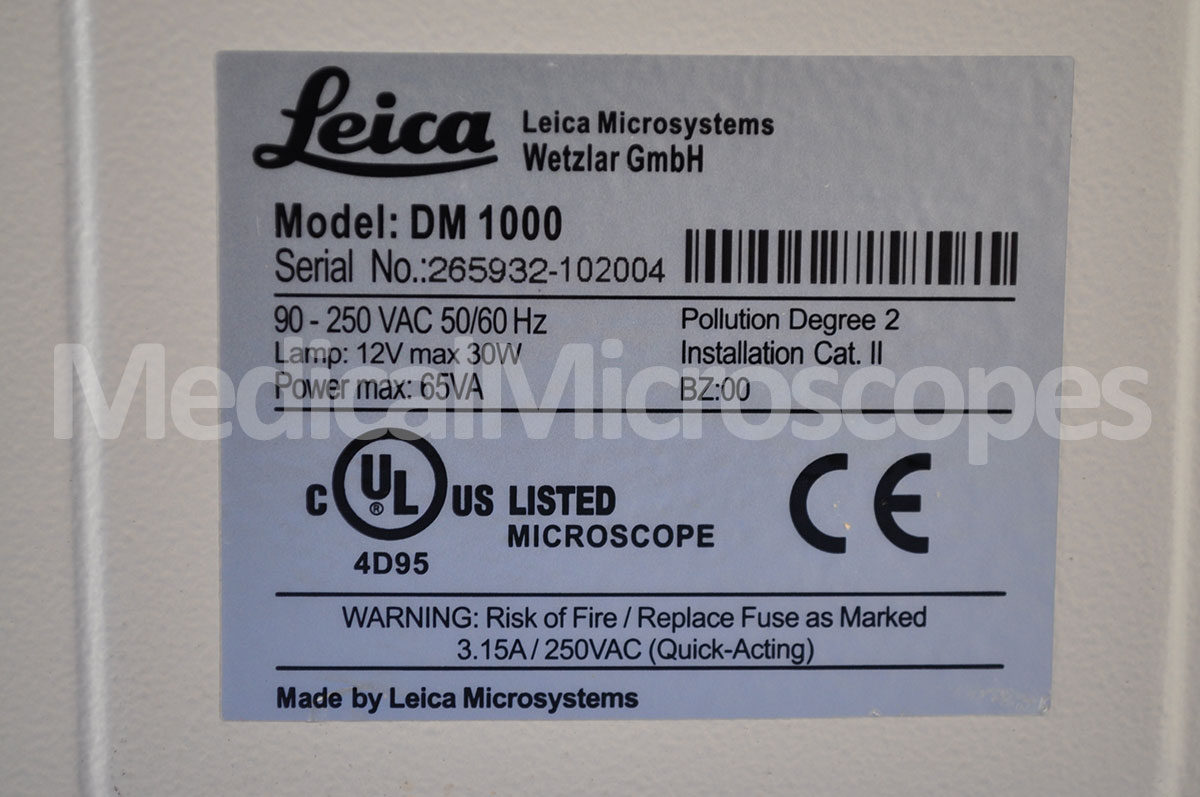 Leica
Leica Microsystems
Wetzlar GmbH
Model: DM 1000
Serial No.:265932-102004
90 - 250 VAC 50/60 Hz
Lamp: 12V max 30W
Power max: 65VA
Pollution Degree 2
Installation Cat. II
BZ:00
MedicalMicroscopes
C UL® US LISTED
MICROSCOPE
4D95
CE
WARNING: Risk of Fire / Replace Fuse as Marked
3.15A / 250VAC (Quick-Acting)
Made by Leica Microsystems